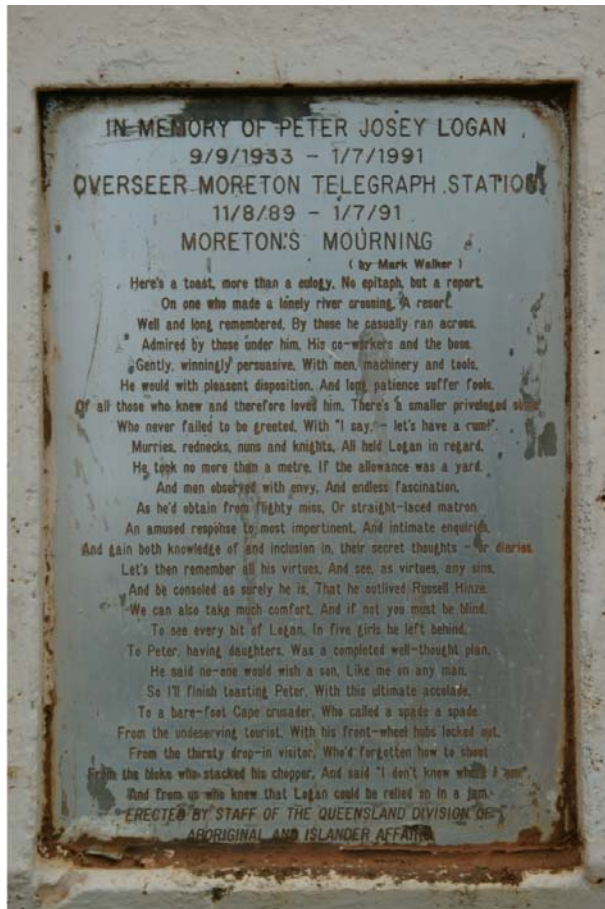 IN MEMORY OF PETER JOSEY LOGAN
9/9/1933 - 1/7/1991
OVERSEER MORETON TELEGRAPH STATION
11/8/89 - 1/7/91
MORETON'S MOURNING
( by Mark Walker )
Here's a toast, more than a eulogy, No epitaph, but a report,
On one who made a lonely river crossing, A resort.
Well and long remembered, By those he casually ran across,
Admired by those under him, His co-workers and the boss.
Gently, winningly persuasive, With men, machinery and tools,
He would with pleasent disposition, And long patience suffer fools.
Of all those who knew and therefore loved him, There's a smaller priveleged some
Who never failed to be greeted, With "I say, - let's have a rum!".
Murries, rednecks, nuns and knights, All held Logan in regard,
He took no more than a metre, If the allowance was a yard.
And men observed with envy, And endless fascination,
As he'd obtain from flighty miss, Or straight-laced matron,
An amused response to most impertinent, And intimate enquiries,
And gain both knowledge of and inclusion in, their secret thoughts - or diaries.
Let's then remember all his virtues, And see, as virtues, any sins,
And be consoled as surely he is, That he outlived Russell Hinze.
We can also take much comfort, And if not you must be blind,
To see every bit of Logan, In five girls he left behind.
To Peter, having daughters, Was a completed well-thought plan,
He said no-one would wish a son, Like me on any man.
So I'll finish toasting Peter, With this ultimate accolade,
To a bare-foot Cape crusader, Who called a spade a spade.
From the undeserving tourist, With his front-wheel hubs locked out,
From the thirsty drop-in visitor, Who'd forgotten how to shout
From the bloke who stacked his chopper, And said "I don't know where I am"
And from us who knew that Logan could be relied on in a jam.
ERECTED BY STAFF OF THE QUEENSLAND DIVISION OF
ABORIGINAL AND ISLANDER AFFAIRS